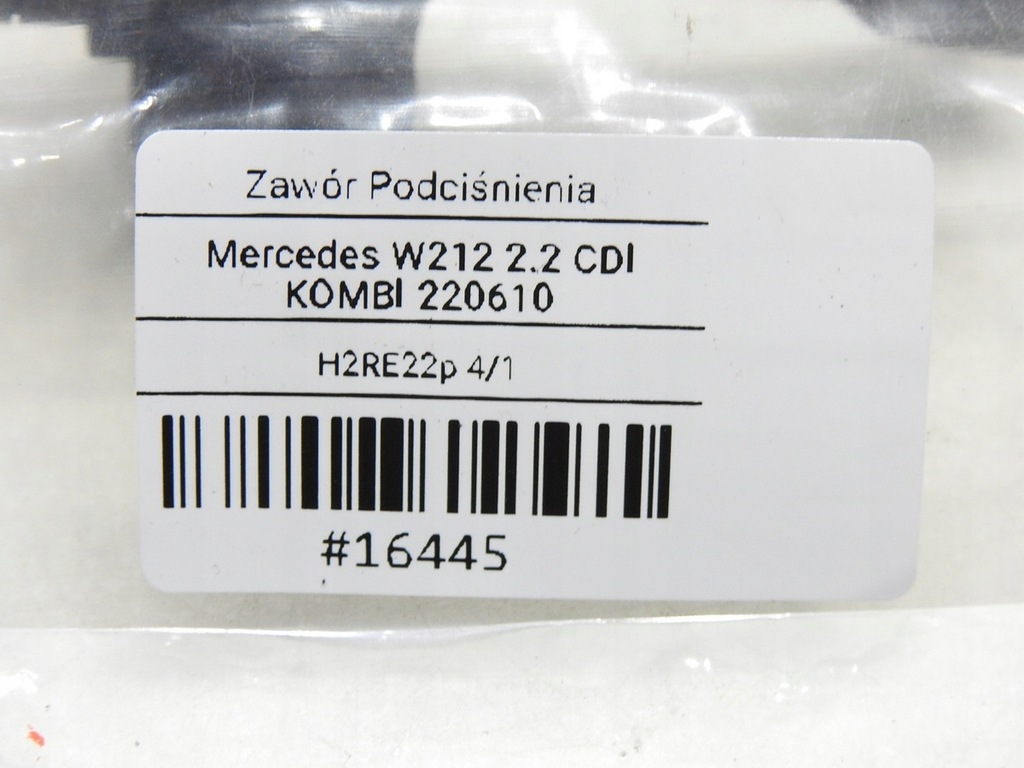 Zawór Podciśnienia
Mercedes W212 2.2 CDI
KOMBI 220610
H2RE22p 4/1
#16445